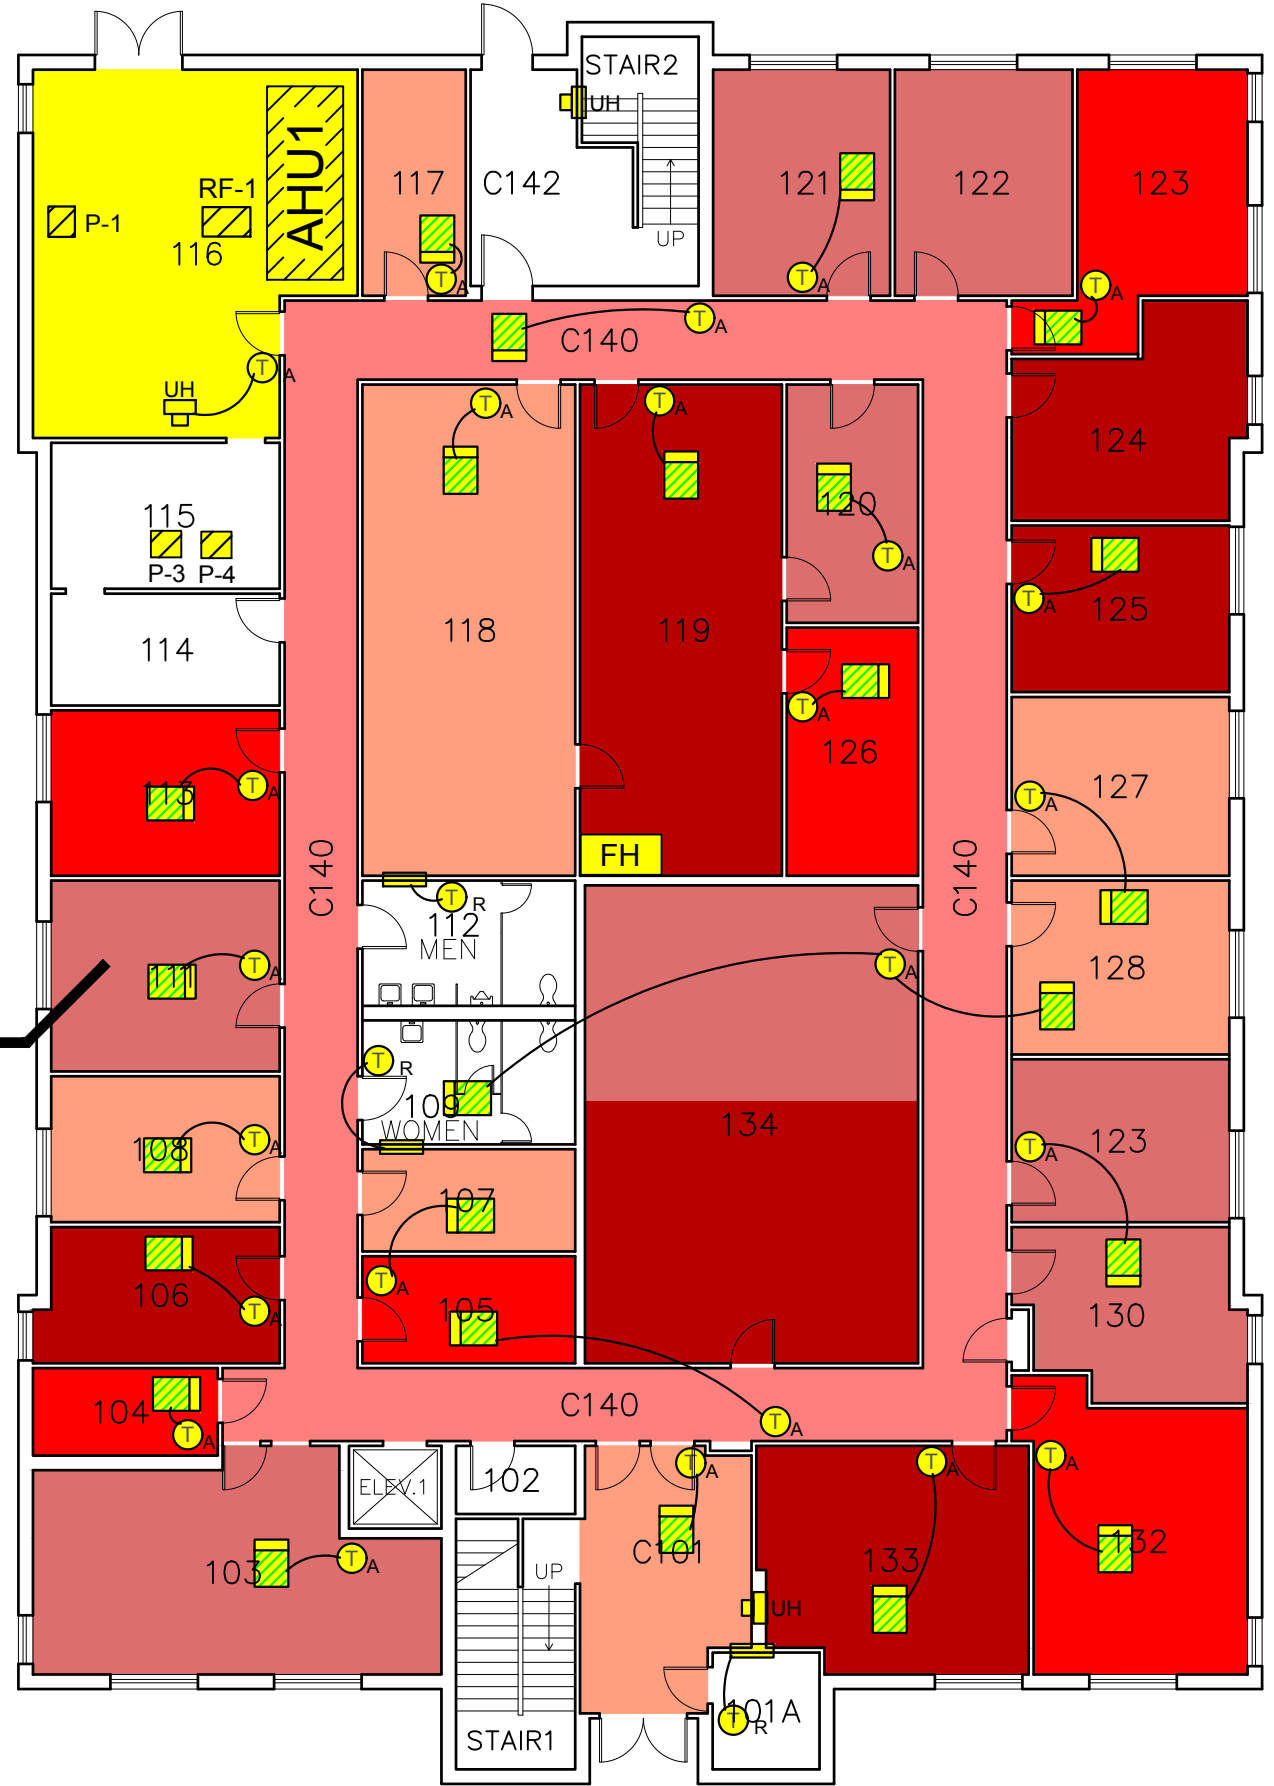 STAIR2
UH
AHU1
RF-1
P-1
116
117
C142
UP
121
122
123
T A
T A
T A
T A
C140
T A
T A
UH
T A
T A
124
115
P-3
P-4
120
T A
125
T A
114
118
119
126
T A
113
T A
127
T A
FH
C140
C140
T R
112
MEN
111
T A
T A
128
T R
109
WOMEN
134
108
T A
123
T A
107
T A
106
T A
105
130
104
T A
C140
T A
102
ELEV.1
T A
T A
T A
103
T A
UP
C101
133
132
UH
101A
T R
STAIR1